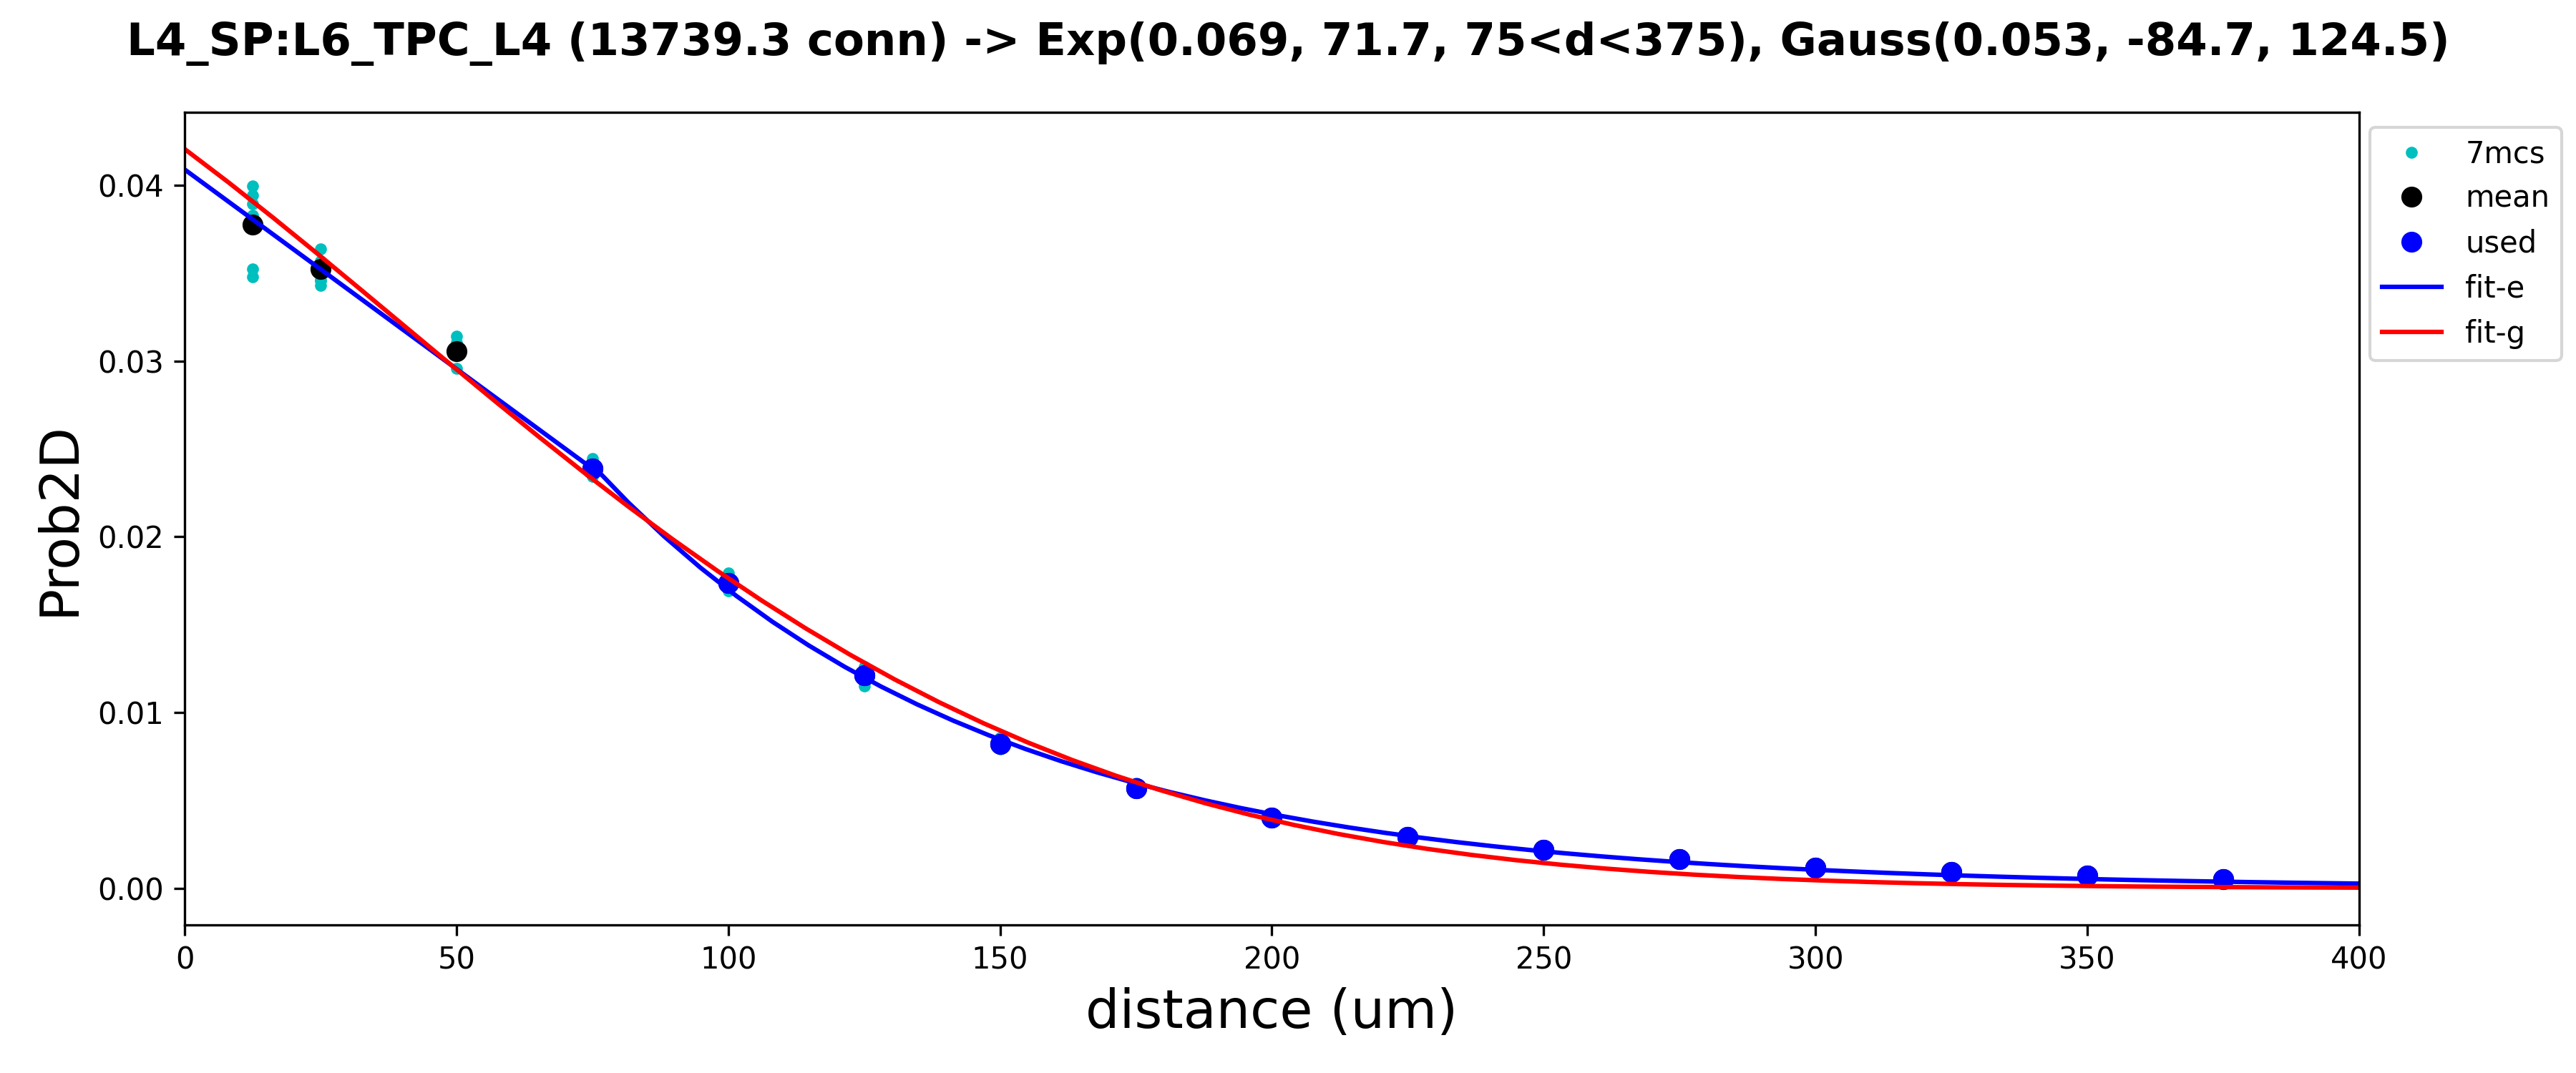 L4_SP:L6_TPC_L4 (13739.3 conn) -> Exp(0.069, 71.7, 75<d<375), Gauss(0.053, -84.7, 124.5)
7mcs
mean
used
fit-e
fit-g
Prob2D
0.04
0.03
0.02
0.01
0.00
0 50 100 150 200 250 300 350 400
distance (um)